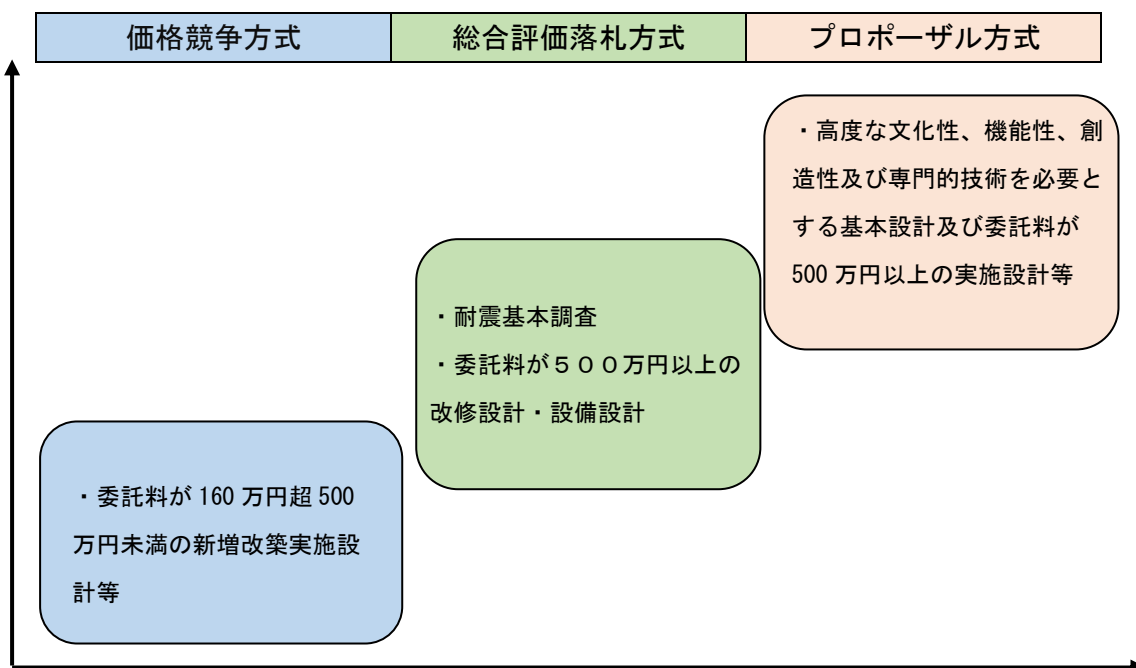 価格競争方式
総合評価落札方式
プロポーザル方式
・高度な文化性、機能性、創
造性及び専門的技術を必要と
する基本設計及び委託料が
500 万円以上の実施設計等
・耐震基本調査
・委託料が５００万円以上の
改修設計・設備設計
・委託料が 160 万円超 500
万円未満の新増改築実施設
計等